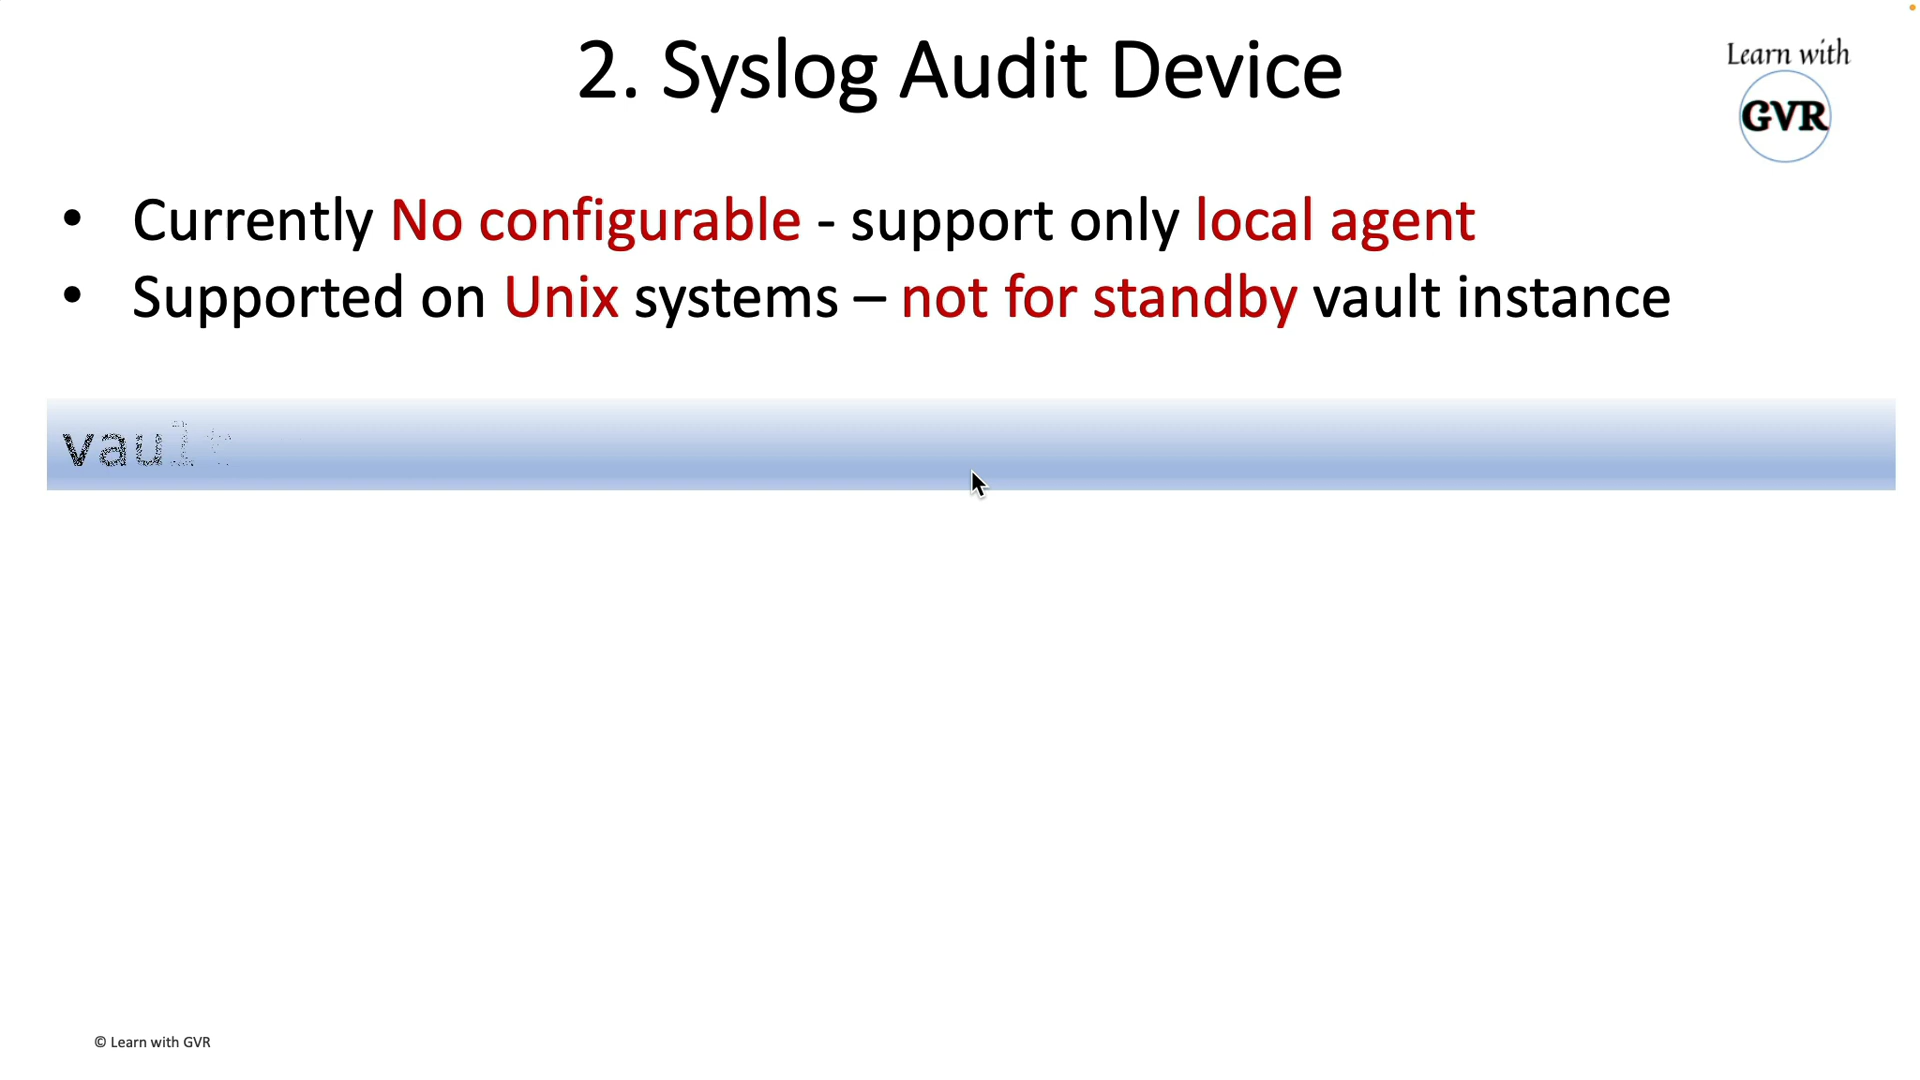 2. Syslog Audit Device
Learn with
GVR
• Currently No configurable - support only local agent
• Supported on Unix systems – not for standby vault instance
vault
© Learn with GVR